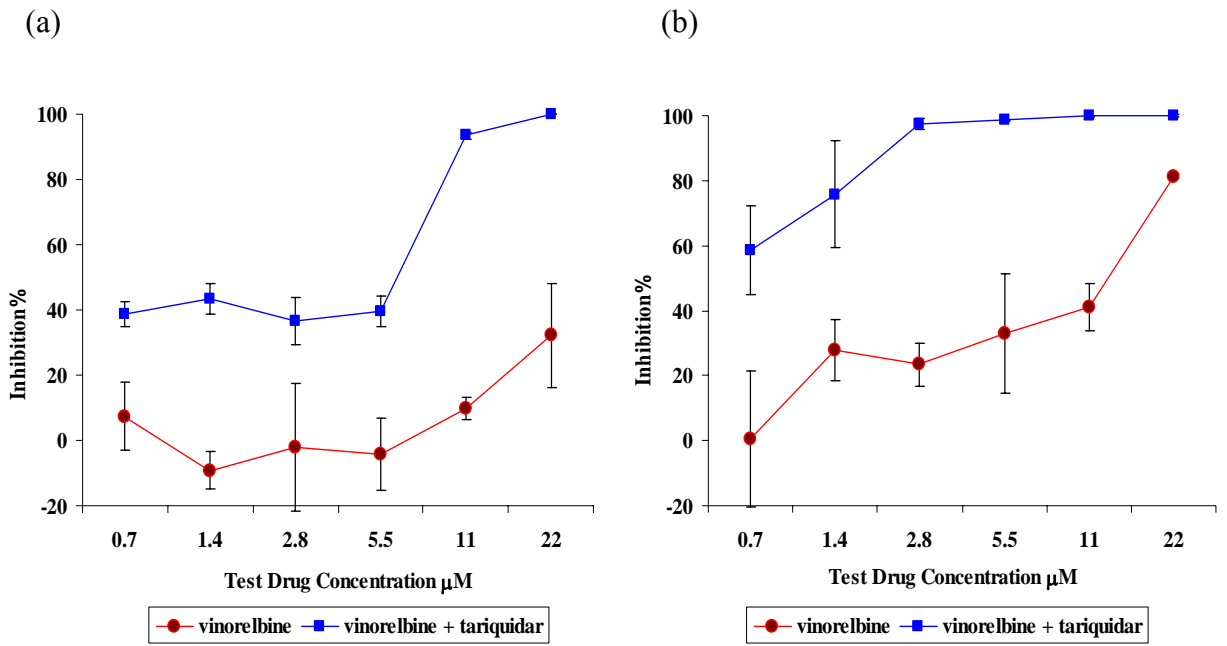 (a)
100
80
60
40
20
0
-20
Inhibition%
0.7 1.4 2.8 5.5 11 22
Test Drug Concentration μM
vinorelbine vinorelbine + tariquidar
(b)
100
80
60
40
20
0
-20
Inhibition%
0.7 1.4 2.8 5.5 11 22
Test Drug Concentration μM
vinorelbine vinorelbine + tariquidar